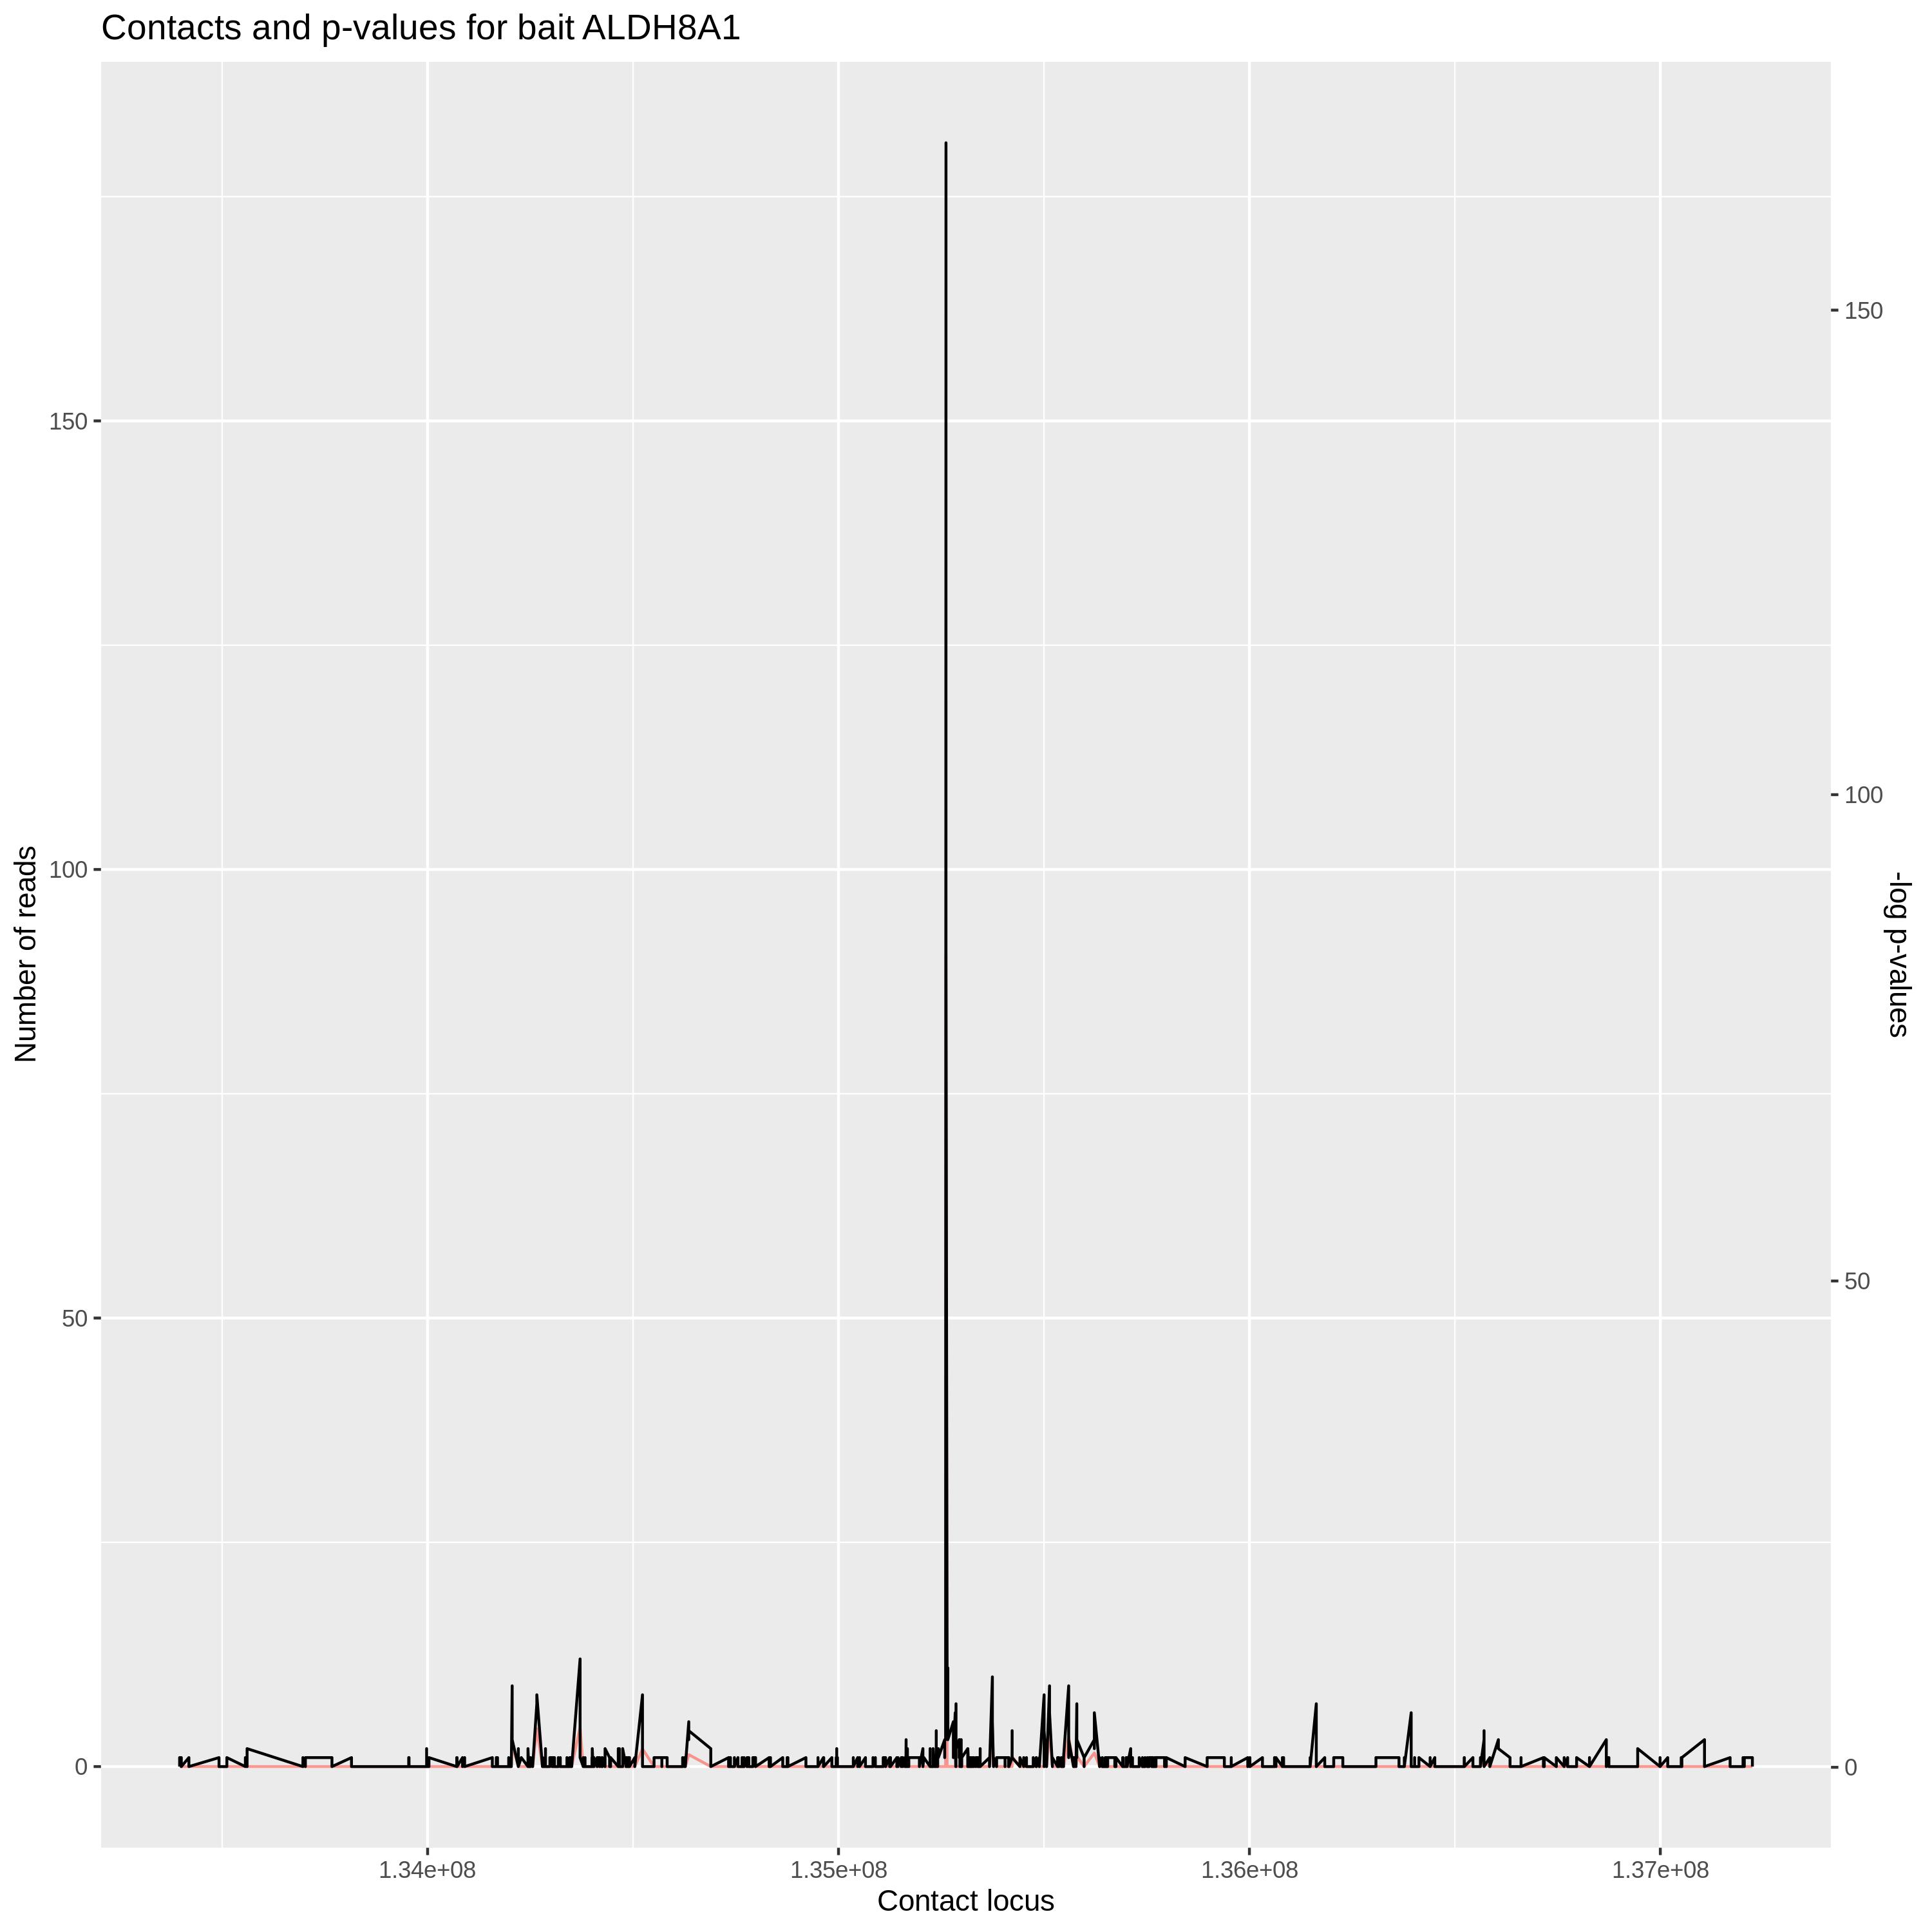 Contacts and p-values for bait ALDH8A1
150
100
50
0
Number of reads
150
100
50
0
-log p-values
1.34e+08
1.35e+08
1.36e+08
1.37e+08
Contact locus